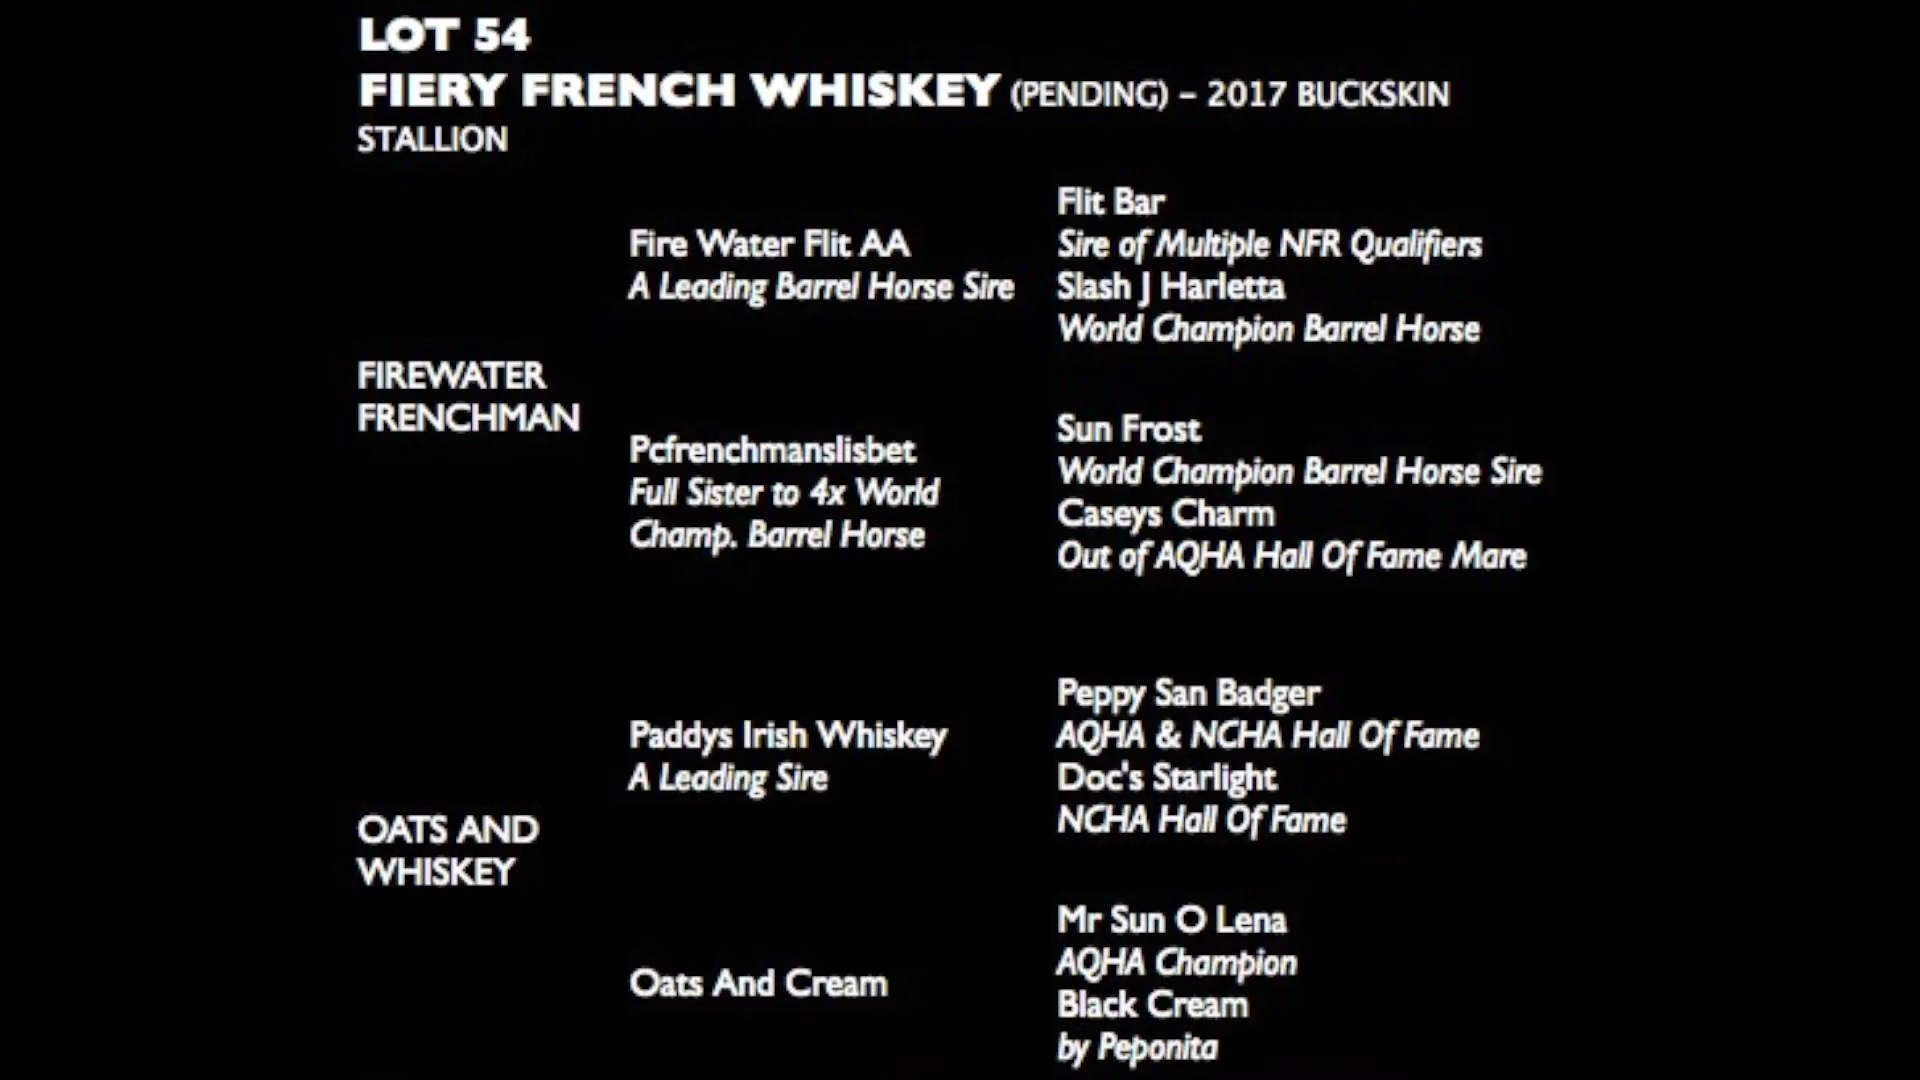 LOT 54
FIERY FRENCH WHISKEY (PENDING) – 2017 BUCKSKIN
STALLION
FIREWATER
FRENCHMAN
Fire Water Flit AA
A Leading Barrel Horse Sire
Flit Bar
Sire of Multiple NFR Qualifiers
Slash J Harletta
World Champion Barrel Horse
Pcfrenchmanslisbet
Full Sister to 4x World
Champ. Barrel Horse
Sun Frost
World Champion Barrel Horse Sire
Caseys Charm
Out of AQHA Hall Of Fame Mare
OATS AND
WHISKEY
Paddys Irish Whiskey
A Leading Sire
Peppy San Badger
AQHA & NCHA Hall Of Fame
Doc's Starlight
NCHA Hall Of Fame
Oats And Cream
Mr Sun O Lena
AQHA Champion
Black Cream
by Peponita